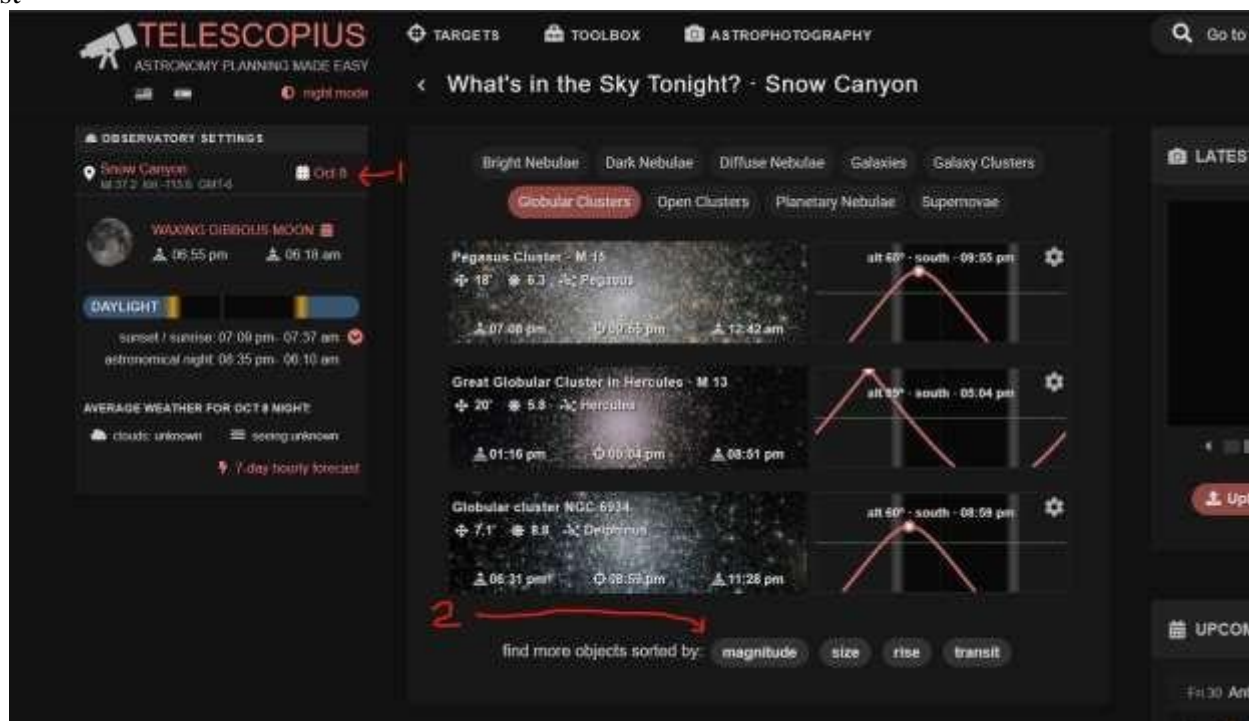 st
TELESCOPIUS
ASTRONOMY PLANNING MADE EASY
night mode
TARGETS TOOLBOX ASTROPHOTOGRAPHY
Go to
< What's in the Sky Tonight? - Snow Canyon
OBSERVATORY SETTINGS
Snow Canyon
Oct 8
1
WAXING GIBBOUS MOON
06:55 pm 06:18 am
DAYLIGHT
sunset / sunrise: 07:09 pm - 07:37 am
astronomical night: 08:35 pm - 06:10 am
AVERAGE WEATHER FOR OCT 8 NIGHT:
clouds: unknown seeing: unknown
7-day hourly forecast
Bright Nebulae Dark Nebulae Diffuse Nebulae Galaxies Galaxy Clusters
Globular Clusters Open Clusters Planetary Nebulae Supernovae
Pegasus Cluster - M 15
18' 6.3 Pegasus
07:08 pm 09:55 pm 12:42 am
alt 65° - south - 09:55 pm
Great Globular Cluster in Hercules - M 13
20' 5.8 Hercules
01:16 pm 05:04 pm 08:51 pm
south - 05:04 pm
Globular cluster NGC 6934
7.1' 8.8 Delphinus
06:31 pm 08:59 pm 11:28 pm
alt 60° - south - 08:59 pm
2
find more objects sorted by: magnitude size rise transit
LATEST
Upl
UPCOM
Fri 30 Ant